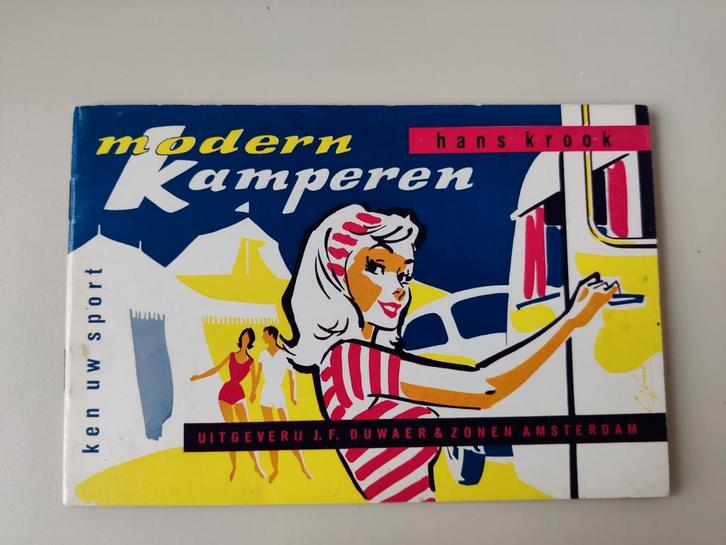 modern
Kamperen
hans krook
ken uw sport
UITGEVERIJ J.F. DUWAER & ZONEN AMSTERDAM